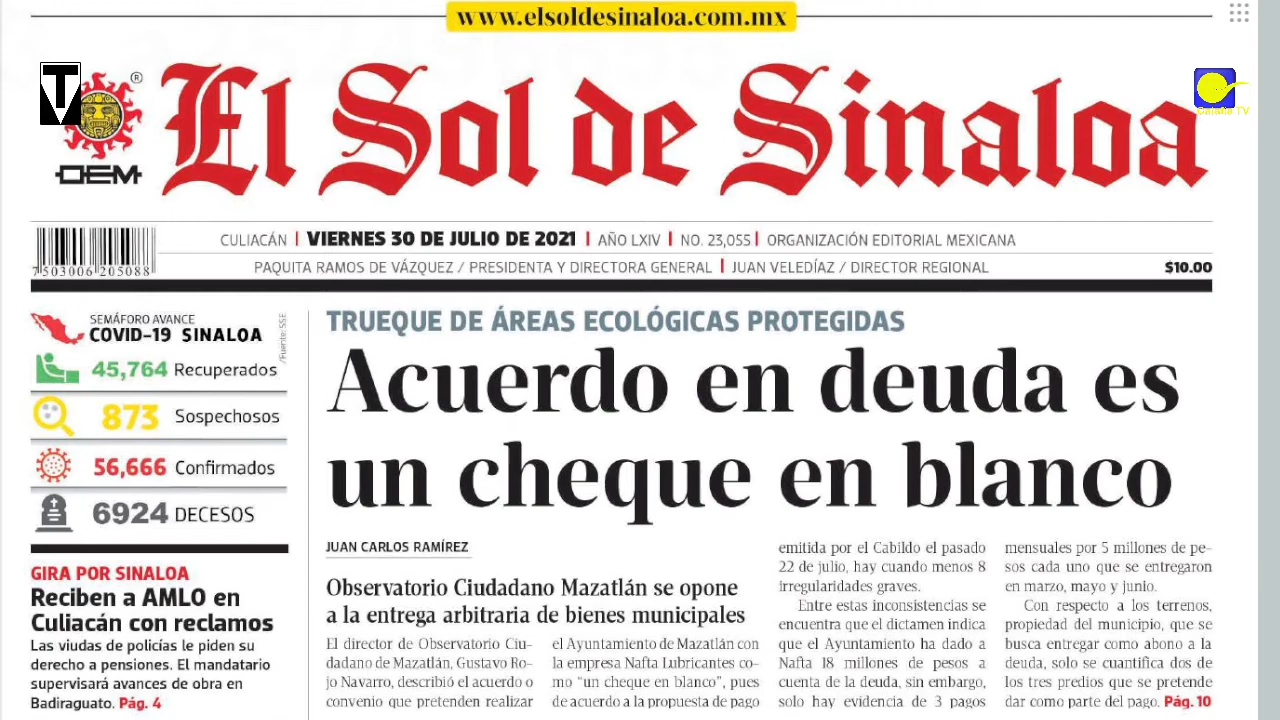 www.elsoldesinaloa.com.mx
T
®
OEM
El Sol de Sinaloa
Galalla TV
7503006 205088
CULIACÁN | VIERNES 30 DE JULIO DE 2021 | AÑO LXIV | NO. 23,055 | ORGANIZACIÓN EDITORIAL MEXICANA
PAQUITA RAMOS DE VÁZQUEZ / PRESIDENTA Y DIRECTORA GENERAL | JUAN VELEDÍAZ / DIRECTOR REGIONAL
$10.00
SEMÁFORO AVANCE
COVID-19 SINALOA
/Fuente: SSE
45,764 Recuperados
873 Sospechosos
56,666 Confirmados
6924 DECESOS
GIRA POR SINALOA
Reciben a AMLO en
Culiacán con reclamos
Las viudas de policías le piden su
derecho a pensiones. El mandatario
supervisará avances de obra en
Badiraguato. Pág. 4
TRUEQUE DE ÁREAS ECOLÓGICAS PROTEGIDAS
Acuerdo en deuda es
un cheque en blanco
JUAN CARLOS RAMÍREZ
Observatorio Ciudadano Mazatlán se opone
a la entrega arbitraria de bienes municipales
El director de Observatorio Ciu-
dadano de Mazatlán, Gustavo Ro-
jo Navarro, describió el acuerdo o
convenio que pretenden realizar
el Ayuntamiento de Mazatlán con
la empresa Nafta Lubricantes co-
mo “un cheque en blanco”, pues
de acuerdo a la propuesta de pago
emitida por el Cabildo el pasado
22 de julio, hay cuando menos 8
irregularidades graves.
Entre estas inconsistencias se
encuentra que el dictamen indica
que el Ayuntamiento ha dado a
Nafta 18 millones de pesos a
cuenta de la deuda, sin embargo,
solo hay evidencia de 3 pagos
mensuales por 5 millones de pe-
sos cada uno que se entregaron
en marzo, mayo y junio.
Con respecto a los terrenos,
propiedad del municipio, que se
busca entregar como abono a la
deuda, solo se cuantifica dos de
los tres predios que se pretende
dar como parte del pago. Pág. 10